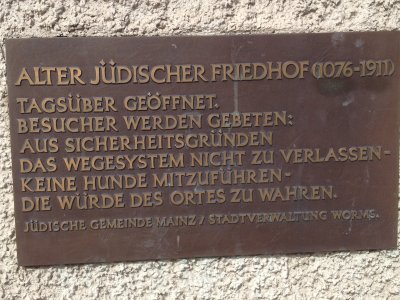 ALTER JÜDISCHER FRIEDHOF (1076-1911)
TAGSÜBER GEÖFFNET.
BESUCHER WERDEN GEBETEN:
AUS SICHERHEITSGRÜNDEN
DAS WEGESYSTEM NICHT ZU VERLASSEN-
KEINE HUNDE MITZUFÜHREN-
DIE WÜRDE DES ORTES ZU WAHREN.
JÜDISCHE GEMEINDE MAINZ / STADTVERWALTUNG WORMS.